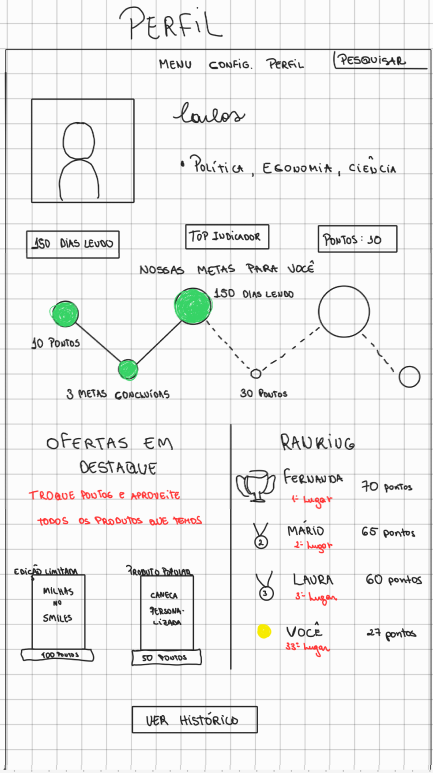 PERFIL
MENU CONFIG. PERFIL PESQUISAR
Carlos
• POLÍTICA, ECONOMIA, CIÊNCIA
150 DIAS LENDO
TOP INDICADOR
PONTOS: 30
NOSSAS METAS PARA VOCÊ
150 DIAS LENDO
10 PONTOS
3 METAS CONCLUÍDAS
30 PONTOS
OFERTAS EM
DESTAQUE
TROQUE PONTOS E APROVEITE
TODOS OS PRODUTOS QUE TEMOS
EDIÇÃO LIMITADA
MILHAS
NO
SMILES
100 PONTOS
PRODUTO POPULAR
CANECA
PERSONA-
LIZADA
50 PONTOS
RANKING
FERNANDA 70 pontos
1º Lugar
2 MÁRIO 65 pontos
2º Lugar
3 LAURA 60 pontos
3º Lugar
VOCÊ 27 pontos
33º Lugar
VER HISTÓRICO